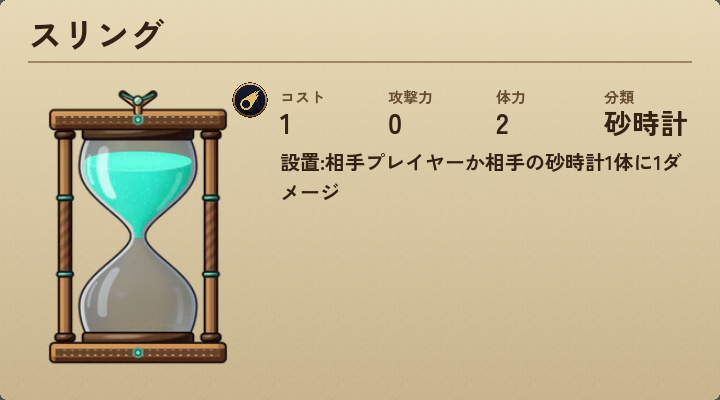 スリング
コスト 攻撃力 体力 分類
1 0 2 砂時計
設置:相手プレイヤーか相手の砂時計1体に1ダ
メージ